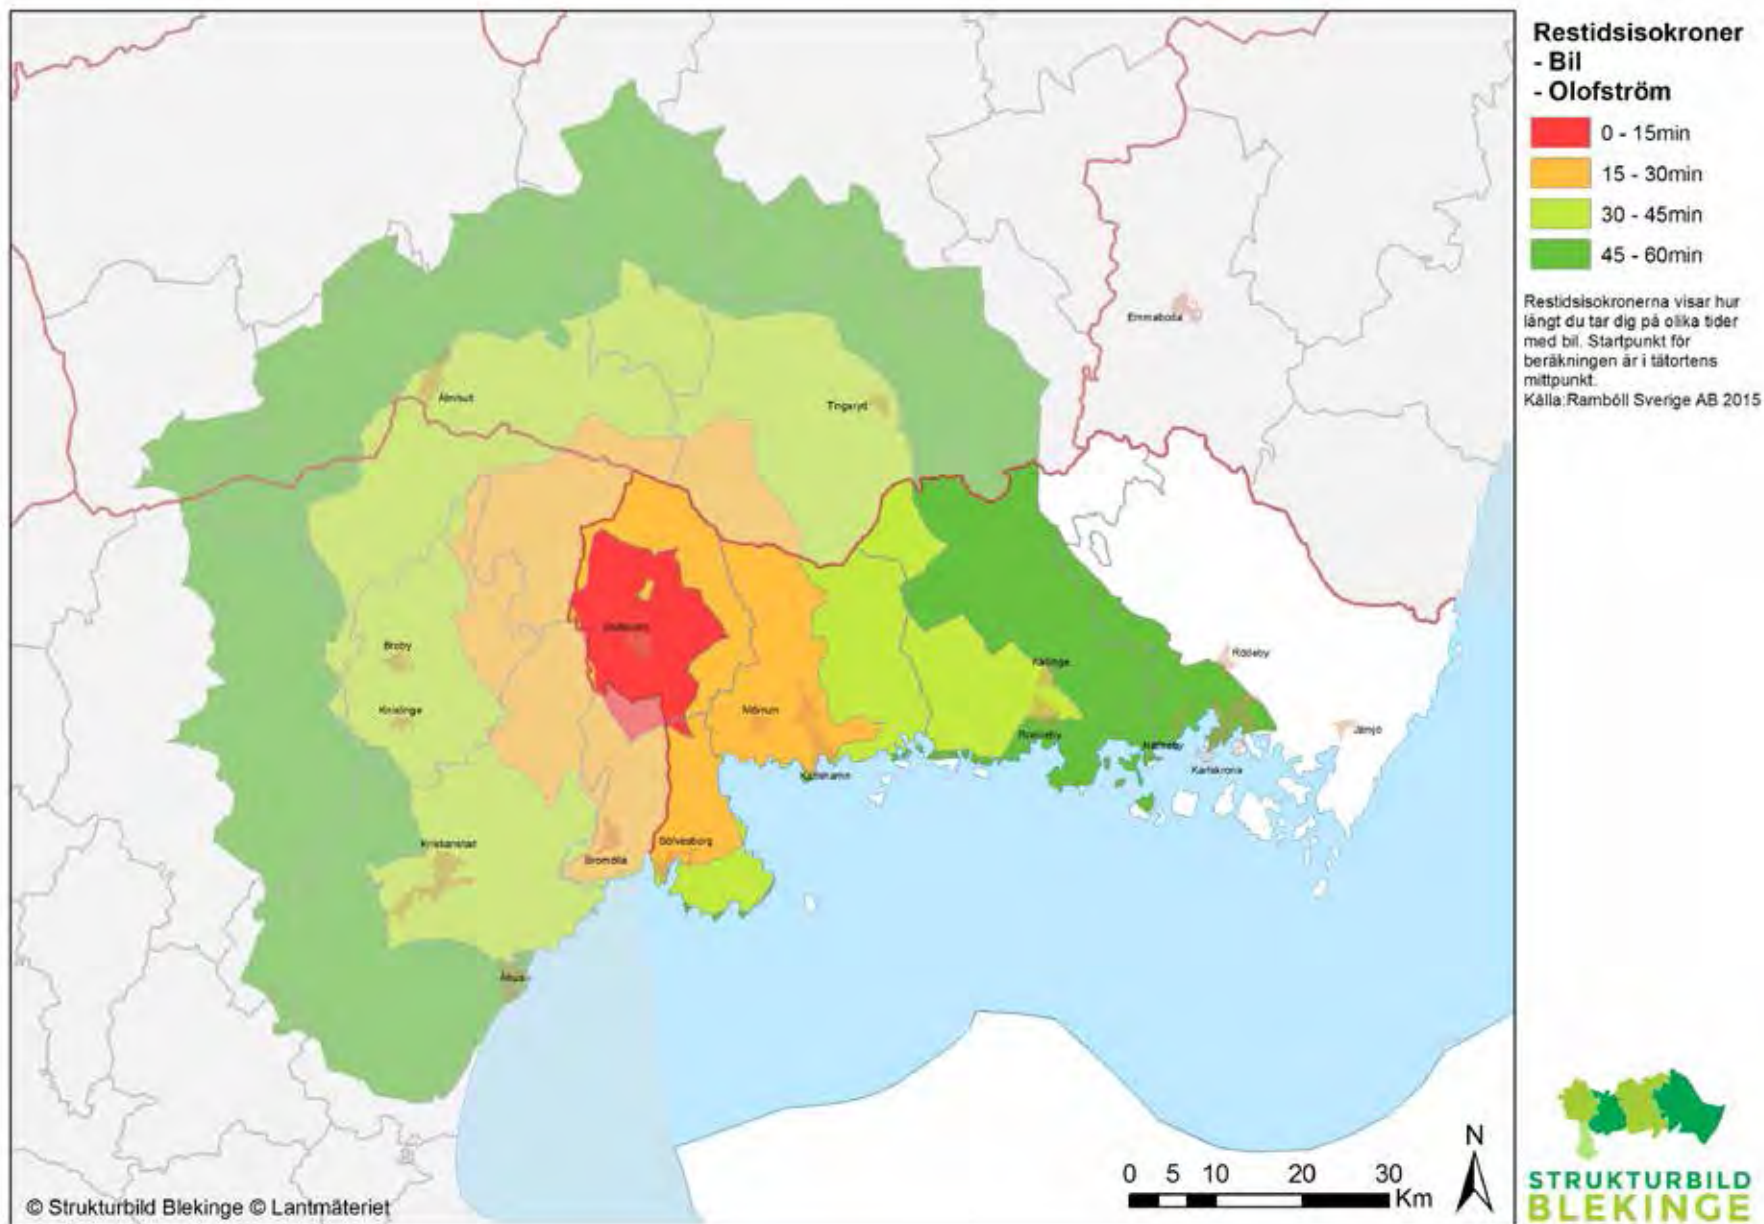 Restidsisokroner
- Bil
- Olofström
0 - 15min
15 - 30min
30 - 45min
45 - 60min
Restidsisokronerna visar hur
långt du tar dig på olika tider
med bil. Startpunkt för
beräkningen är i tätortens
mittpunkt.
Källa:Ramböll Sverige AB 2015
Emmaboda
Älmhult
Tingsryd
Broby
Knislinge
Kallinge
Rödeby
Mörrum
Ronneby
Nättraby
Jämjö
Karlskrona
Karlshamn
Kristianstad
Sölvesborg
Bromölla
Åhus
N
0 5 10 20 30
Km
© Strukturbild Blekinge © Lantmäteriet
STRUKTURBILD
BLEKINGE